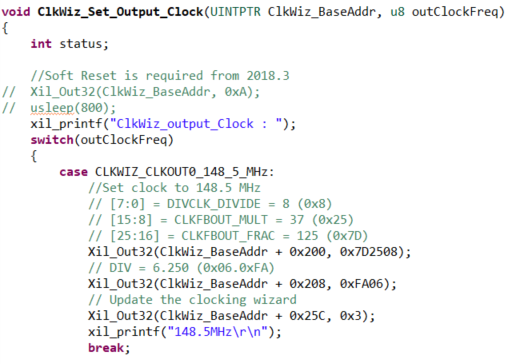 void ClkWiz_Set_Output_Clock(UINTPTR ClkWiz_BaseAddr, u8 outClockFreq)
{
    int status;

    //Soft Reset is required from 2018.3
//  Xil_Out32(ClkWiz_BaseAddr, 0xA);
//  usleep(800);
    xil_printf("ClkWiz_output_Clock : ");
    switch(outClockFreq)
    {
        case CLKWIZ_CLKOUT0_148_5_MHz:
            //Set clock to 148.5 MHz
            // [7:0] = DIVCLK_DIVIDE = 8 (0x8)
            // [15:8] = CLKFBOUT_MULT = 37 (0x25)
            // [25:16] = CLKFBOUT_FRAC = 125 (0x7D)
            Xil_Out32(ClkWiz_BaseAddr + 0x200, 0x7D2508);
            // DIV = 6.250 (0x06.0xFA)
            Xil_Out32(ClkWiz_BaseAddr + 0x208, 0xFA06);
            // Update the clocking wizard
            Xil_Out32(ClkWiz_BaseAddr + 0x25C, 0x3);
            xil_printf("148.5MHz\r\n");
            break;